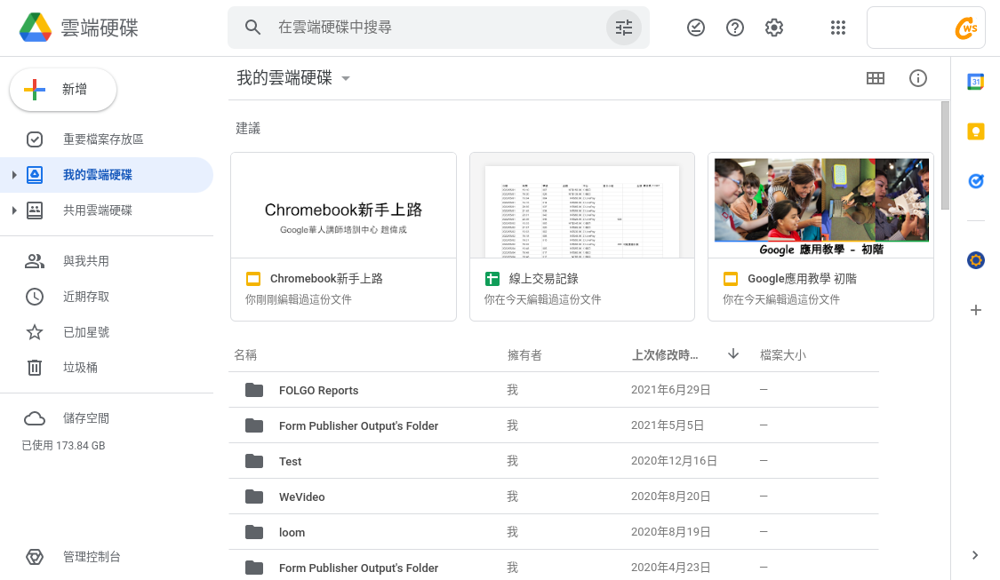 雲端硬碟
在雲端硬碟中搜尋
ws
新增
重要檔案存放區
我的雲端硬碟
共用雲端硬碟
與我共用
近期存取
已加星號
垃圾桶
儲存空間
已使用 173.84 GB
管理控制台
我的雲端硬碟
建議
Chromebook新手上路
Google華人講師培訓中心 趙偉成
Chromebook新手上路
你剛剛編輯過這份文件
線上交易記錄
你在今天編輯過這份文件
Google 應用教學 - 初階
Google應用教學 初階
你在今天編輯過這份文件
名稱 擁有者 上次修改時... 檔案大小
FOLGO Reports 我 2021年6月29日 —
Form Publisher Output's Folder 我 2021年5月5日 —
Test 我 2020年12月16日 —
WeVideo 我 2020年8月20日 —
loom 我 2020年8月19日 —
Form Publisher Output's Folder 我 2020年4月23日 —
31